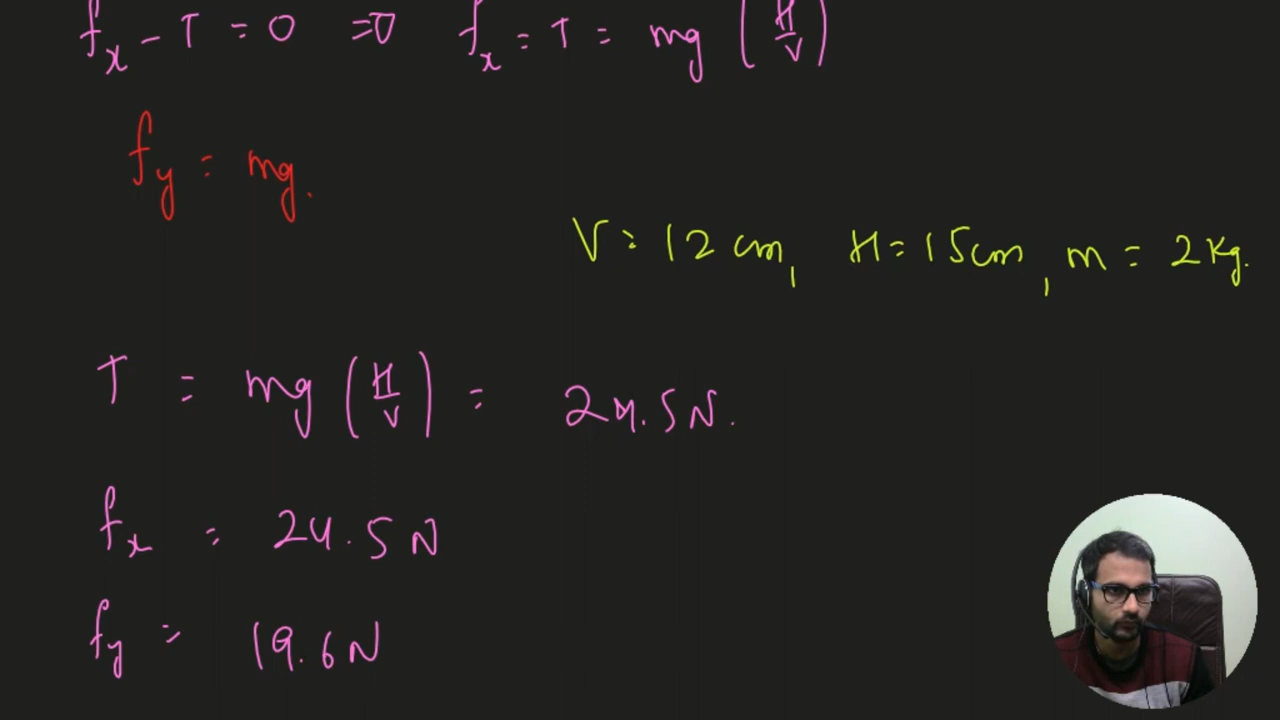 fx - T = 0 ⇒ fx = T = mg (H/V)
fy = mg.
V = 12 cm, H = 15 cm, m = 2 Kg.
T = mg (H/V) = 24.5 N.
fx = 24.5 N
fy = 19.6 N